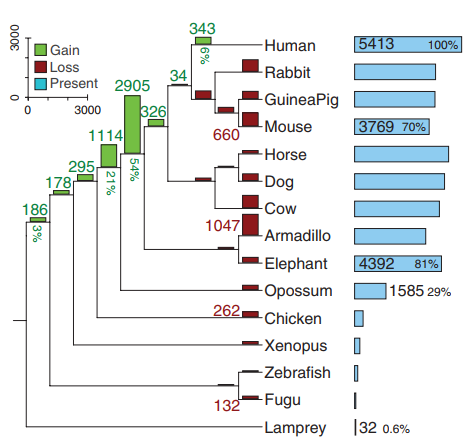 343
3000
0
0
3000
Gain
Loss
Present
6%
34
2905
326
54%
660
1114
21%
295
178
186
3%
1047
262
132
Human 5413 100%
Rabbit
GuineaPig
Mouse 3769 70%
Horse
Dog
Cow
Armadillo
Elephant 4392 81%
Opossum 1585 29%
Chicken
Xenopus
Zebrafish
Fugu
Lamprey 32 0.6%